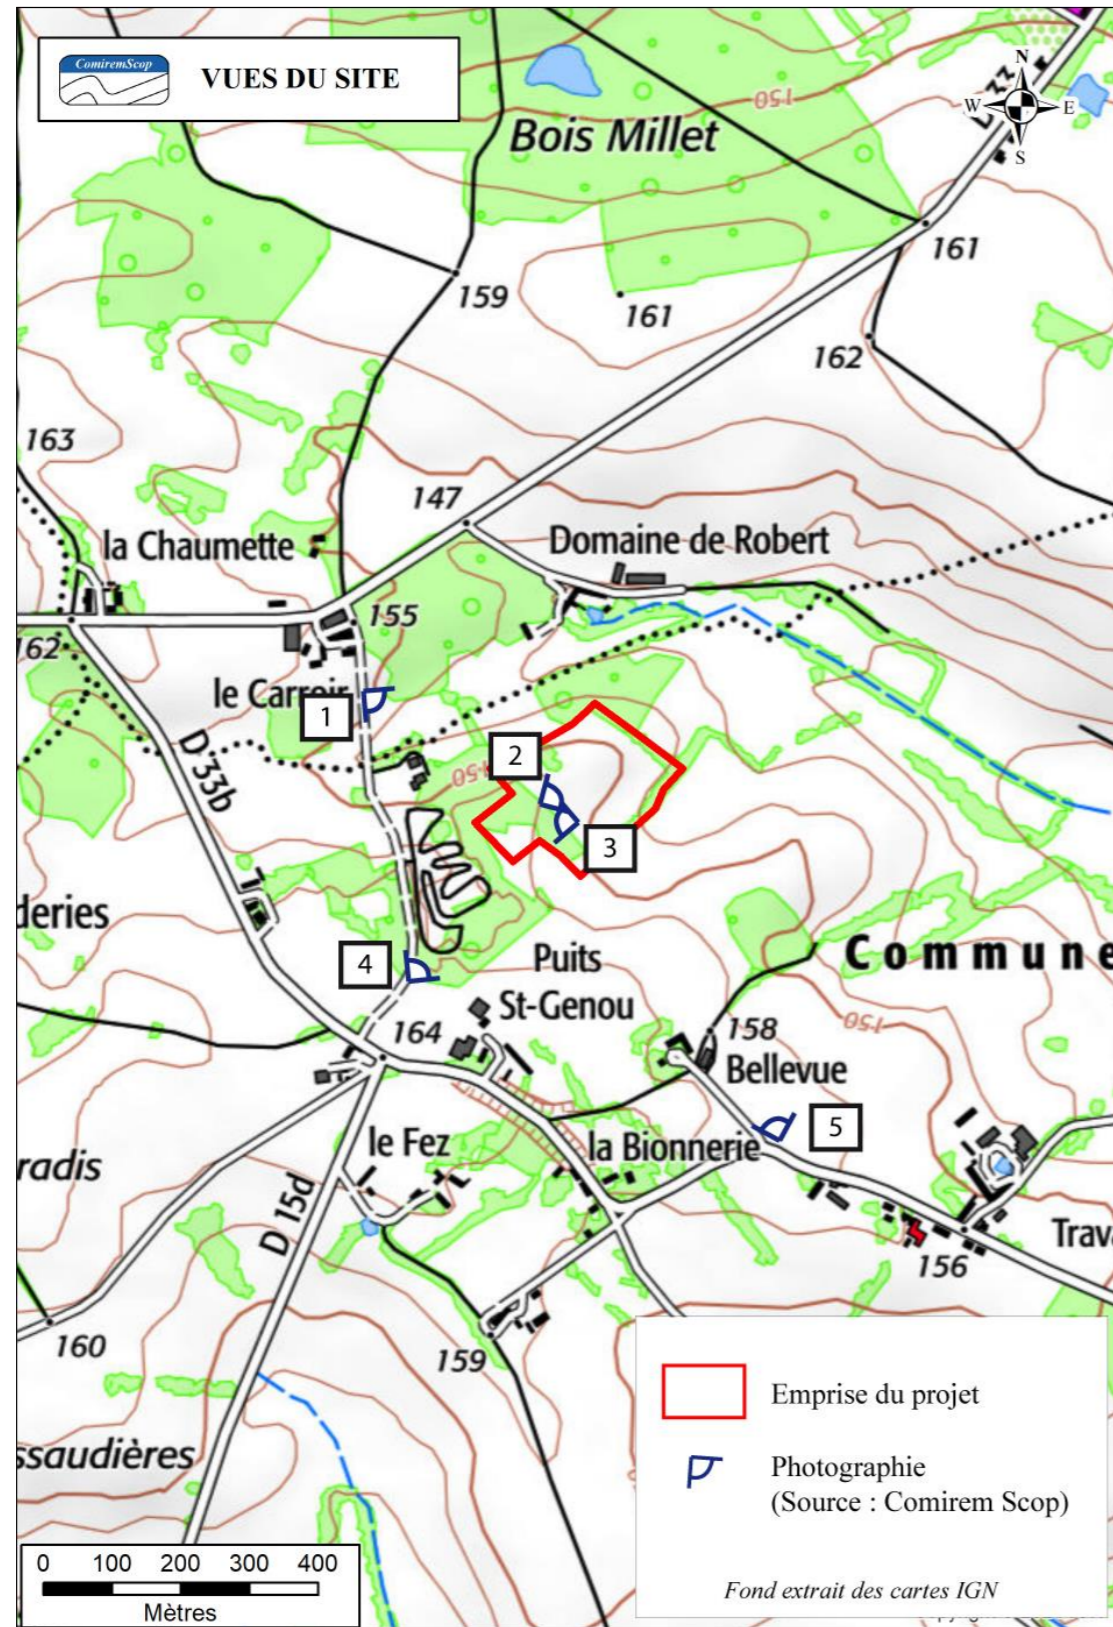 ComiremScop
VUES DU SITE
N
W
E
S
150
Bois Millet
161
159
161
162
163
147
la Chaumette
Domaine de Robert
155
162
le Carroir
1
2
150
D 33b
3
deries
4
Puits
St-Genou
Commune
150
164
158
Bellevue
5
le Fez
la Bionnerie
radis
D 15d
Trava
156
160
159
ssaudières
Emprise du projet
Photographie
(Source : Comirem Scop)
0 100 200 300 400
Mètres
Fond extrait des cartes IGN